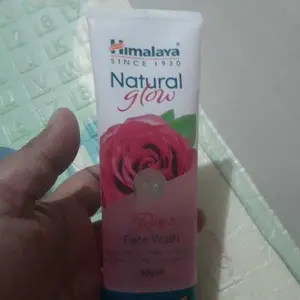 Himalaya
SINCE 1930
Natural
glow
Rose
Face Wash